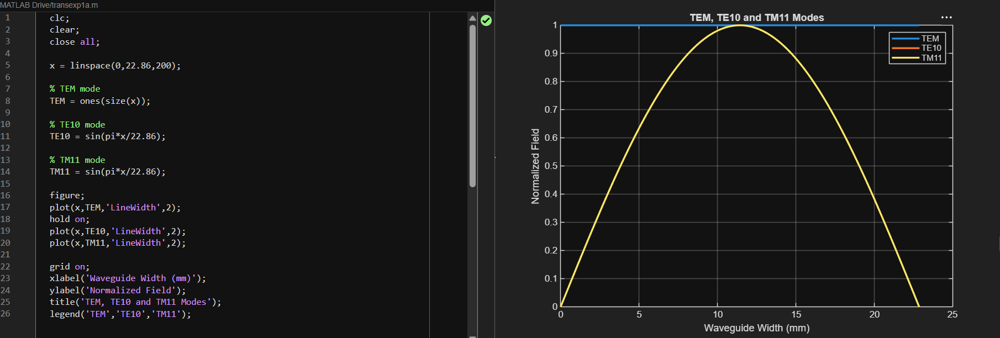 MATLAB Drive/transexp1a.m
1 clc;
2 clear;
3 close all;
4
5 x = linspace(0,22.86,200);
6
7 % TEM mode
8 TEM = ones(size(x));
9
10 % TE10 mode
11 TE10 = sin(pi*x/22.86);
12
13 % TM11 mode
14 TM11 = sin(pi*x/22.86);
15
16 figure;
17 plot(x,TEM,'LineWidth',2);
18 hold on;
19 plot(x,TE10,'LineWidth',2);
20 plot(x,TM11,'LineWidth',2);
21
22 grid on;
23 xlabel('Waveguide Width (mm)');
24 ylabel('Normalized Field');
25 title('TEM, TE10 and TM11 Modes');
26 legend('TEM','TE10','TM11');
TEM, TE10 and TM11 Modes
TEM
TE10
TM11
Normalized Field
1
0.9
0.8
0.7
0.6
0.5
0.4
0.3
0.2
0.1
0
0 5 10 15 20 25
Waveguide Width (mm)